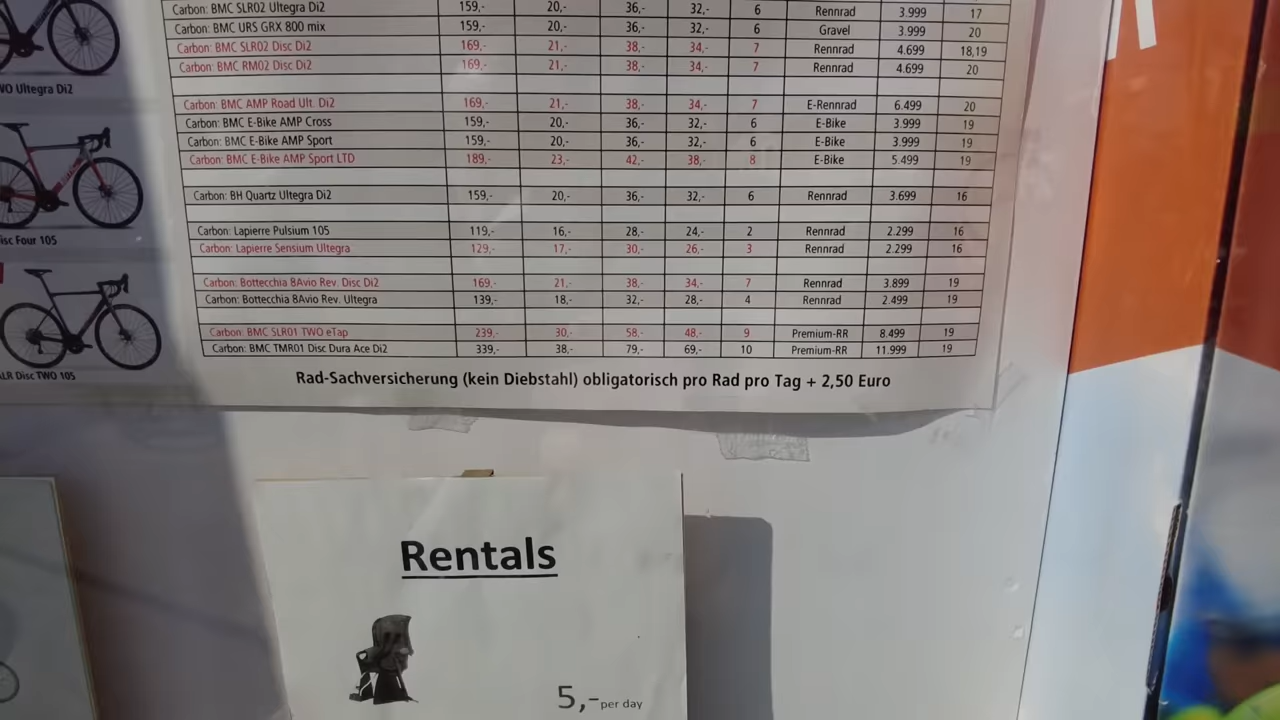 Carbon: BMC SLR02 Ultegra Di2 159,- 20,- 36,- 32,- 6 Rennrad 3.999 17
Carbon: BMC URS GRX 800 mix 159,- 20,- 36,- 32,- 6 Gravel 3.999 20
Carbon: BMC SLR02 Disc Di2 169,- 21,- 38,- 34,- 7 Rennrad 4.699 18,19
Carbon: BMC RM02 Disc Di2 169,- 21,- 38,- 34,- 7 Rennrad 4.699 20
Carbon: BMC AMP Road Ult. Di2 169,- 21,- 38,- 34,- 7 E-Rennrad 6.499 20
Carbon: BMC E-Bike AMP Cross 159,- 20,- 36,- 32,- 6 E-Bike 3.999 19
Carbon: BMC E-Bike AMP Sport 159,- 20,- 36,- 32,- 6 E-Bike 3.999 19
Carbon: BMC E-Bike AMP Sport LTD 189,- 23,- 42,- 38,- 8 E-Bike 5.499 19
Carbon: BH Quartz Ultegra Di2 159,- 20,- 36,- 32,- 6 Rennrad 3.699 16
Carbon: Lapierre Pulsium 105 119,- 16,- 28,- 24,- 2 Rennrad 2.299 16
Carbon: Lapierre Sensium Ultegra 129,- 17,- 30,- 26,- 3 Rennrad 2.299 16
Carbon: Bottecchia 8Avio Rev. Disc Di2 169,- 21,- 38,- 34,- 7 Rennrad 3.899 19
Carbon: Bottecchia 8Avio Rev. Ultegra 139,- 18,- 32,- 28,- 4 Rennrad 2.499 19
Carbon: BMC SLR01 TWO eTap 239,- 30,- 58,- 48,- 9 Premium-RR 8.499 19
Carbon: BMC TMR01 Disc Dura Ace Di2 339,- 38,- 79,- 69,- 10 Premium-RR 11.999 19
Rad-Sachversicherung (kein Diebstahl) obligatorisch pro Rad pro Tag + 2,50 Euro
WO Ultegra Di2
isc Four 105
LR Disc TWO 105
Rentals
5,- per day